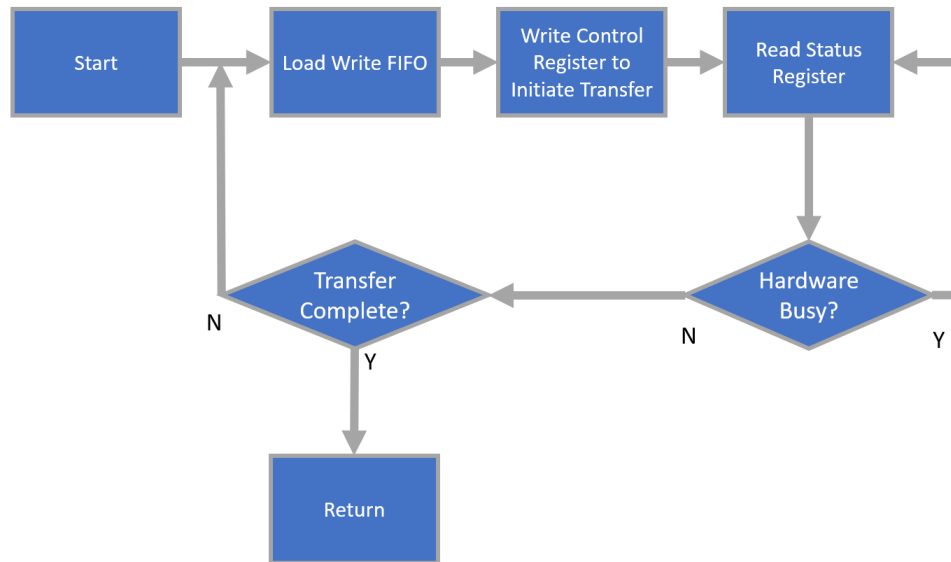 Start
Load Write FIFO
Write Control
Register to
Initiate Transfer
Read Status
Register
Transfer
Complete?
Hardware
Busy?
N
Y
N
Y
Return